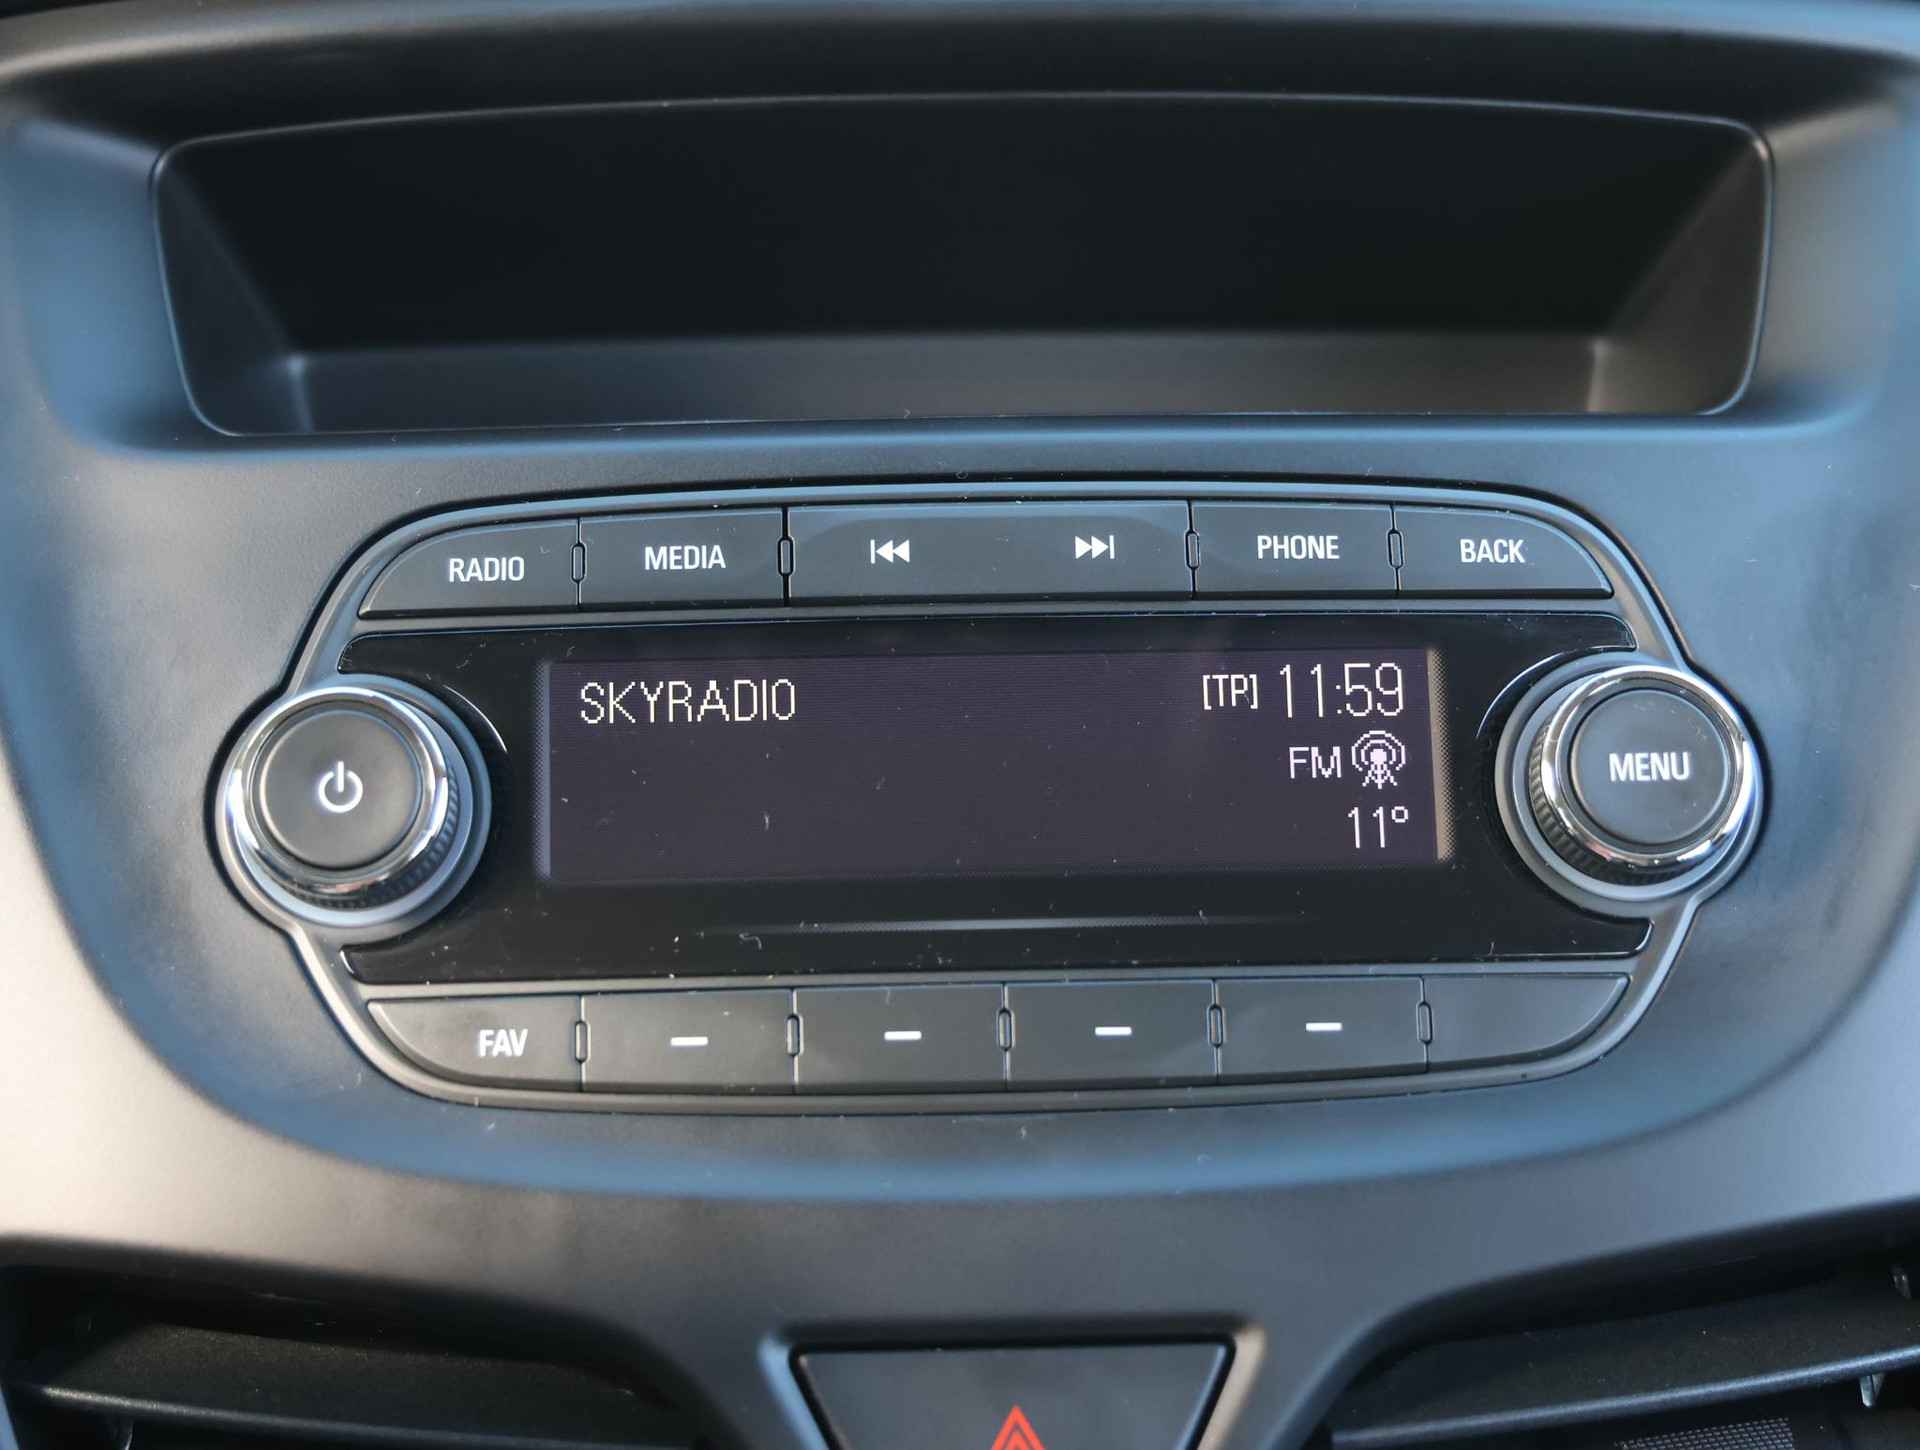 RADIO MEDIA PHONE BACK
SKYRADIO [TP] 11:59
FM
11°
MENU
FAV